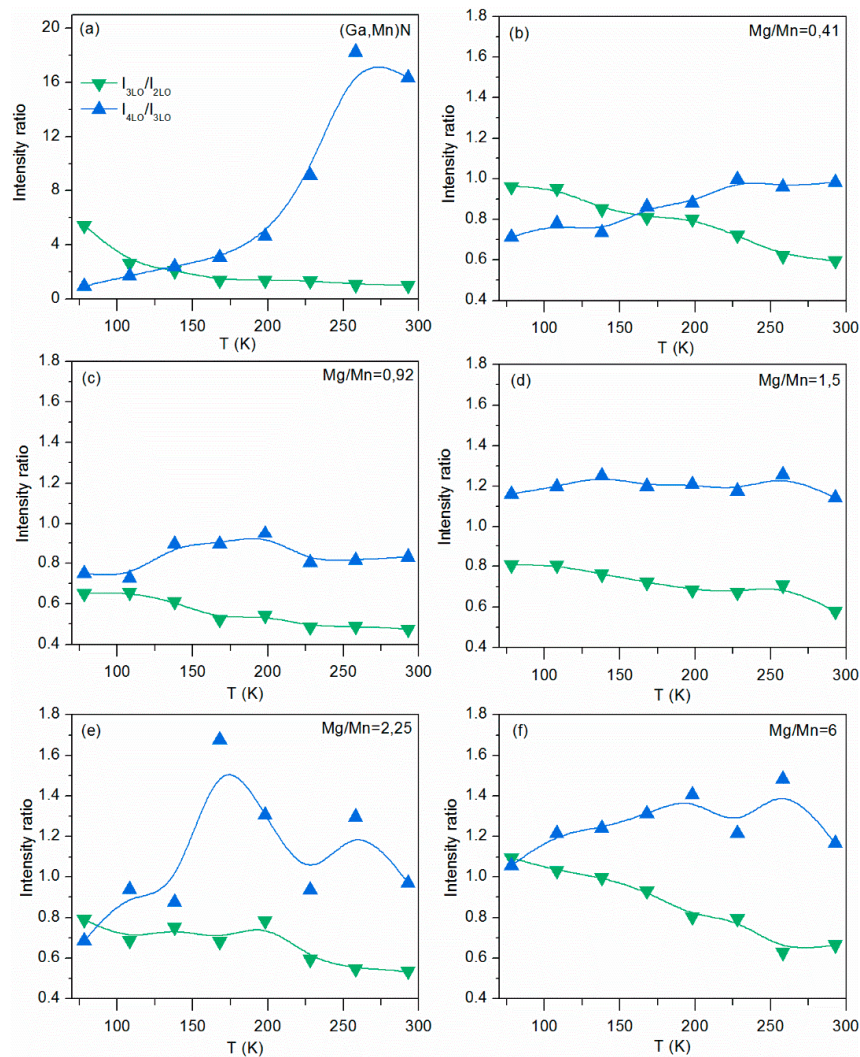 (a)
(Ga,Mn)N
I3LO/I2LO
I4LO/I3LO
Intensity ratio
20
16
12
8
4
0
100
150
200
250
300
T (K)
(b)
Mg/Mn=0,41
Intensity ratio
1.8
1.6
1.4
1.2
1.0
0.8
0.6
0.4
100
150
200
250
300
T (K)
(c)
Mg/Mn=0,92
Intensity ratio
1.8
1.6
1.4
1.2
1.0
0.8
0.6
0.4
100
150
200
250
300
T (K)
(d)
Mg/Mn=1,5
Intensity ratio
1.8
1.6
1.4
1.2
1.0
0.8
0.6
0.4
100
150
200
250
300
T (K)
(e)
Mg/Mn=2,25
Intensity ratio
1.8
1.6
1.4
1.2
1.0
0.8
0.6
0.4
100
150
200
250
300
T (K)
(f)
Mg/Mn=6
Intensity ratio
1.8
1.6
1.4
1.2
1.0
0.8
0.6
0.4
100
150
200
250
300
T (K)